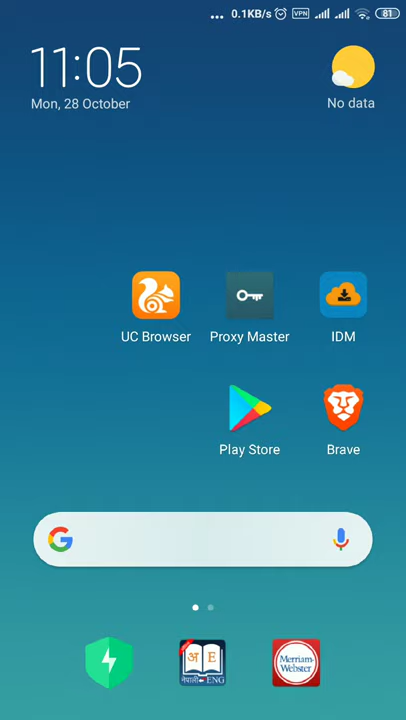 ... 0.1KB/s VPN 81
11:05
Mon, 28 October
No data
UC Browser
Proxy Master
IDM
Play Store
Brave
अ E
नेपाली ENG
Merriam-
Webster